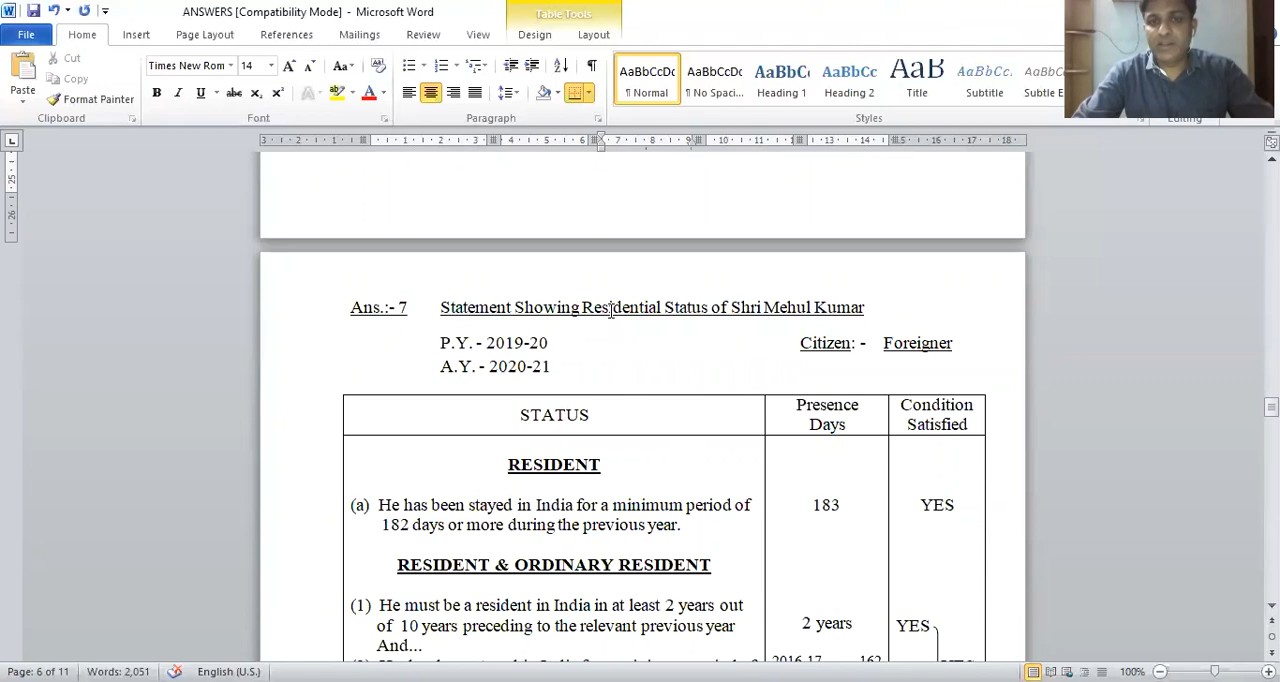 ANSWERS [Compatibility Mode] - Microsoft Word
Table Tools
File Home Insert Page Layout References Mailings Review View Design Layout
Cut
Copy
Format Painter
Paste
Times New Rom 14
Clipboard Font Paragraph Styles Editing
AaBbCcDc AaBbCcDc AaBbC AaBbCc AaB AaBbCc. AaBbCc
¶ Normal ¶ No Spaci... Heading 1 Heading 2 Title Subtitle Subtle E
Ans.:- 7 Statement Showing Residential Status of Shri Mehul Kumar
P.Y. - 2019-20 Citizen: - Foreigner
A.Y. - 2020-21
STATUS Presence Days Condition Satisfied
RESIDENT
(a) He has been stayed in India for a minimum period of 183 YES
182 days or more during the previous year.
RESIDENT & ORDINARY RESIDENT
(1) He must be a resident in India in at least 2 years out
of 10 years preceding to the relevant previous year 2 years YES
And...
2016-17 162
Page: 6 of 11 Words: 2,051 English (U.S.) 100%